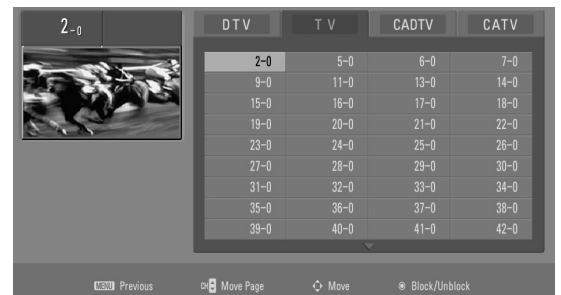 2-0
DTV TV CADTV CATV
2-0 5-0 6-0 7-0
9-0 11-0 13-0 14-0
15-0 16-0 17-0 18-0
19-0 20-0 21-0 22-0
23-0 24-0 25-0 26-0
27-0 28-0 29-0 30-0
31-0 32-0 33-0 34-0
35-0 36-0 37-0 38-0
39-0 40-0 41-0 42-0
MENU Previous CH Move Page Move Block/Unblock